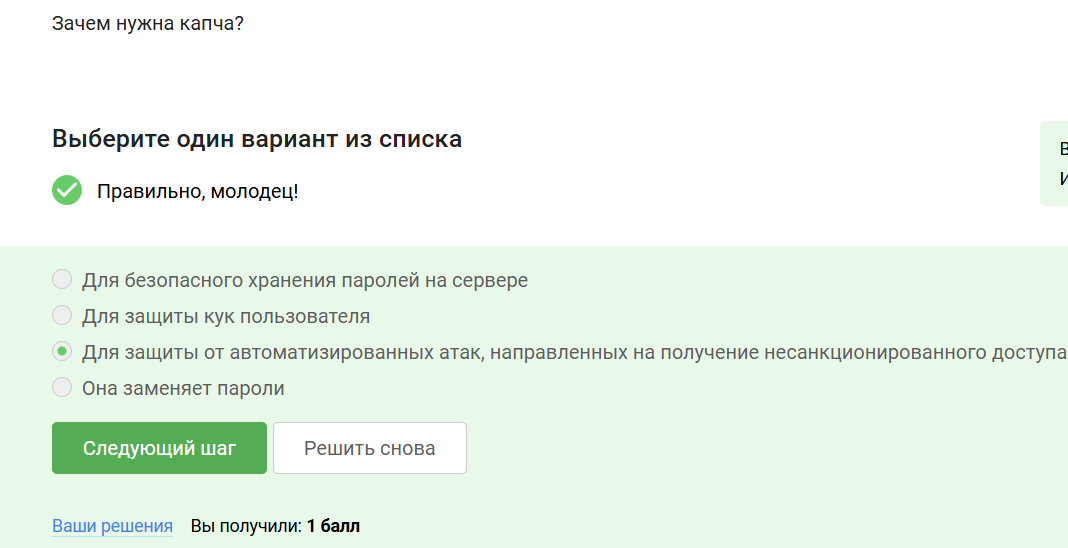 Зачем нужна капча?
Выберите один вариант из списка
Правильно, молодец!
Для безопасного хранения паролей на сервере
Для защиты кук пользователя
Для защиты от автоматизированных атак, направленных на получение несанкционированного доступа
Она заменяет пароли
Следующий шаг Решить снова
Ваши решения Вы получили: 1 балл